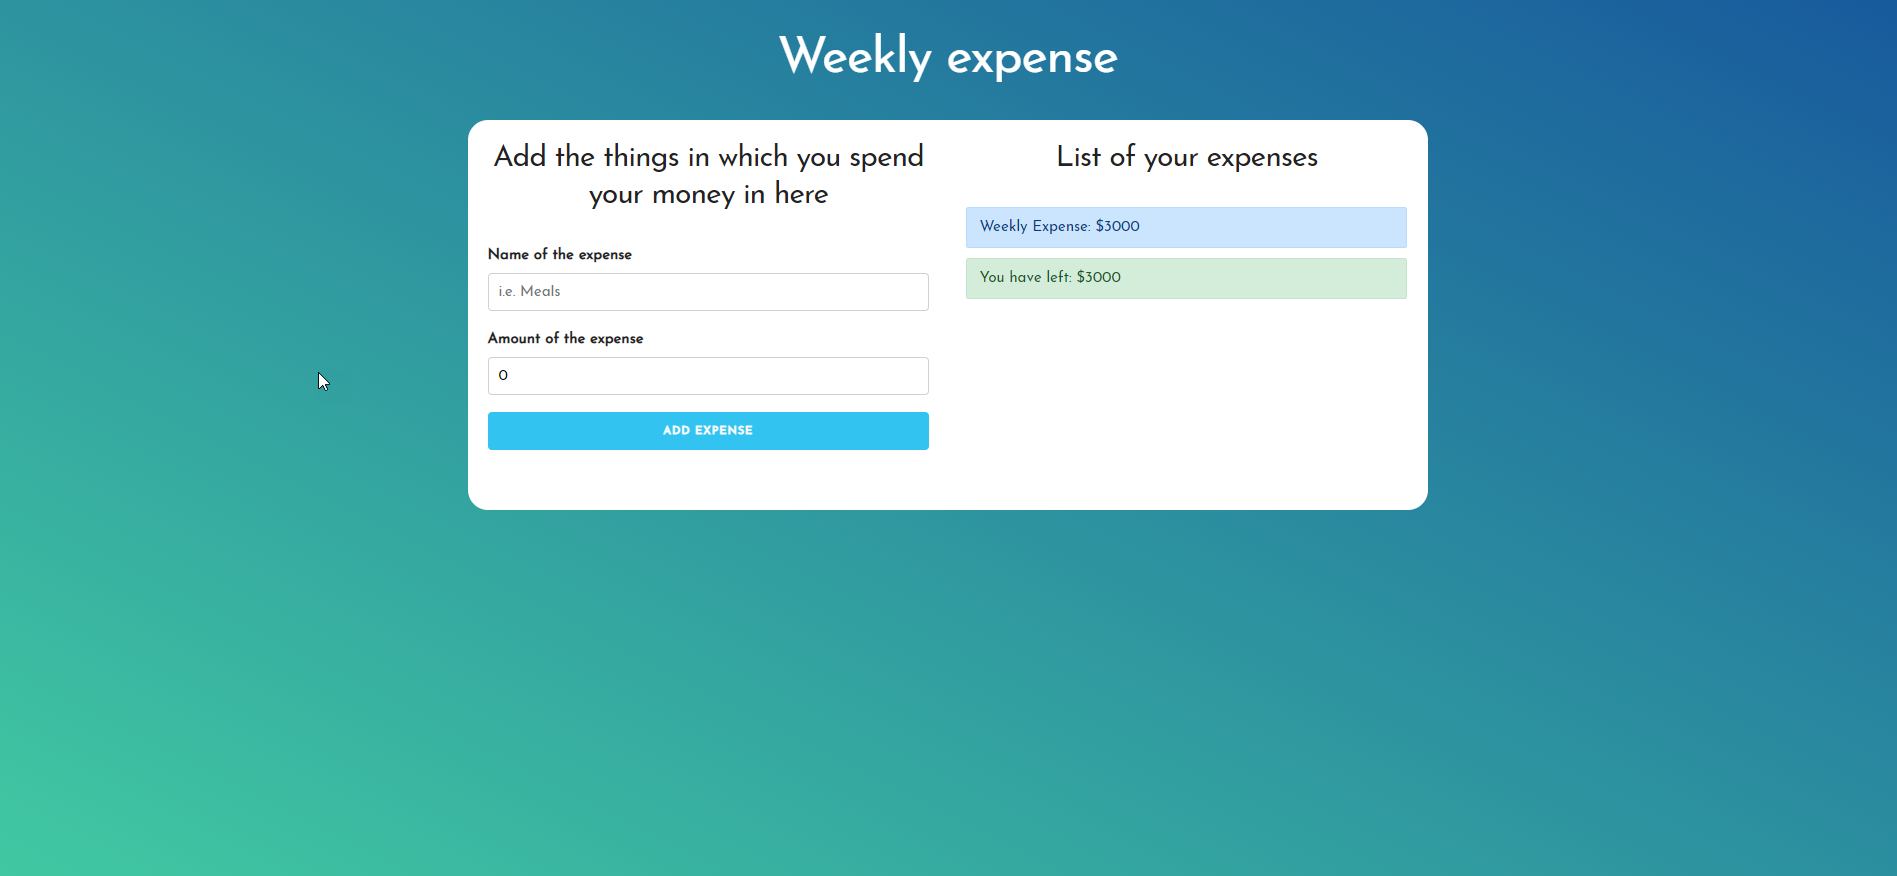 Weekly expense
Add the things in which you spend
your money in here
Name of the expense
i.e. Meals
Amount of the expense
0
ADD EXPENSE
List of your expenses
Weekly Expense: $3000
You have left: $3000